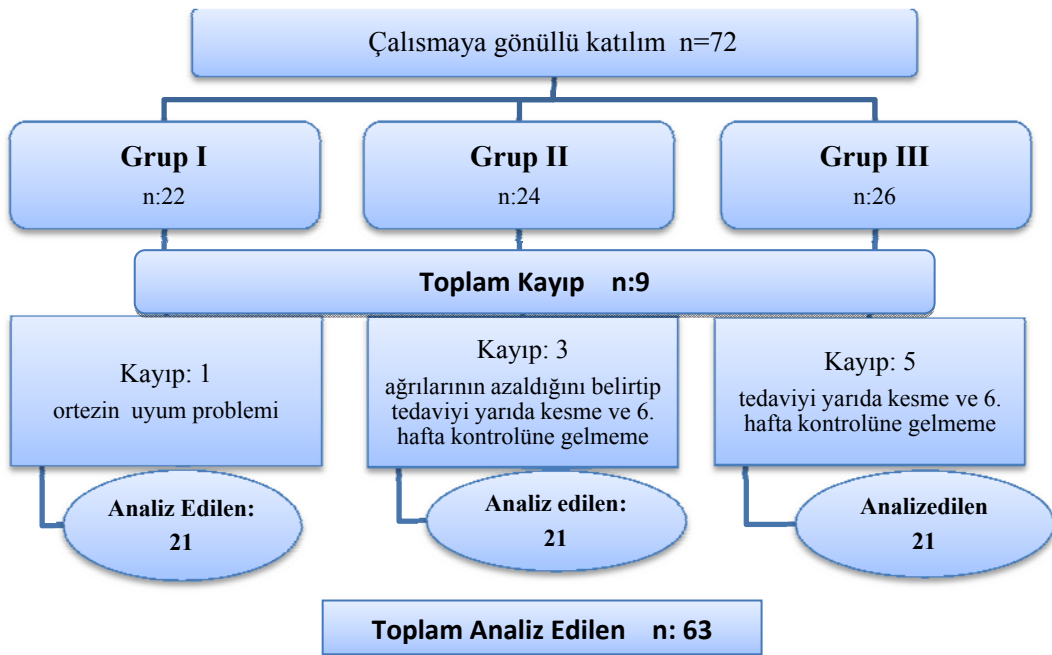 Çalısmaya gönüllü katılım n=72
Grup I
n:22
Grup II
n:24
Grup III
n:26
Toplam Kayıp n:9
Kayıp: 1
ortezin uyum problemi
Kayıp: 3
ağrılarının azaldığını belirtip
tedaviyi yarıda kesme ve 6.
hafta kontrolüne gelmeme
Kayıp: 5
tedaviyi yarıda kesme ve 6.
hafta kontrolüne gelmeme
Analiz Edilen:
21
Analiz edilen:
21
Analizedilen
21
Toplam Analiz Edilen n: 63